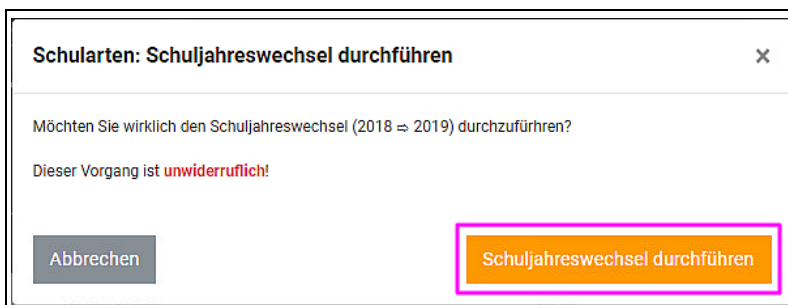 Schularten: Schuljahreswechsel durchführen ×
Möchten Sie wirklich den Schuljahreswechsel (2018 ⇨ 2019) durchzufürhren?
Dieser Vorgang ist unwiderruflich!
Abbrechen
Schuljahreswechsel durchführen